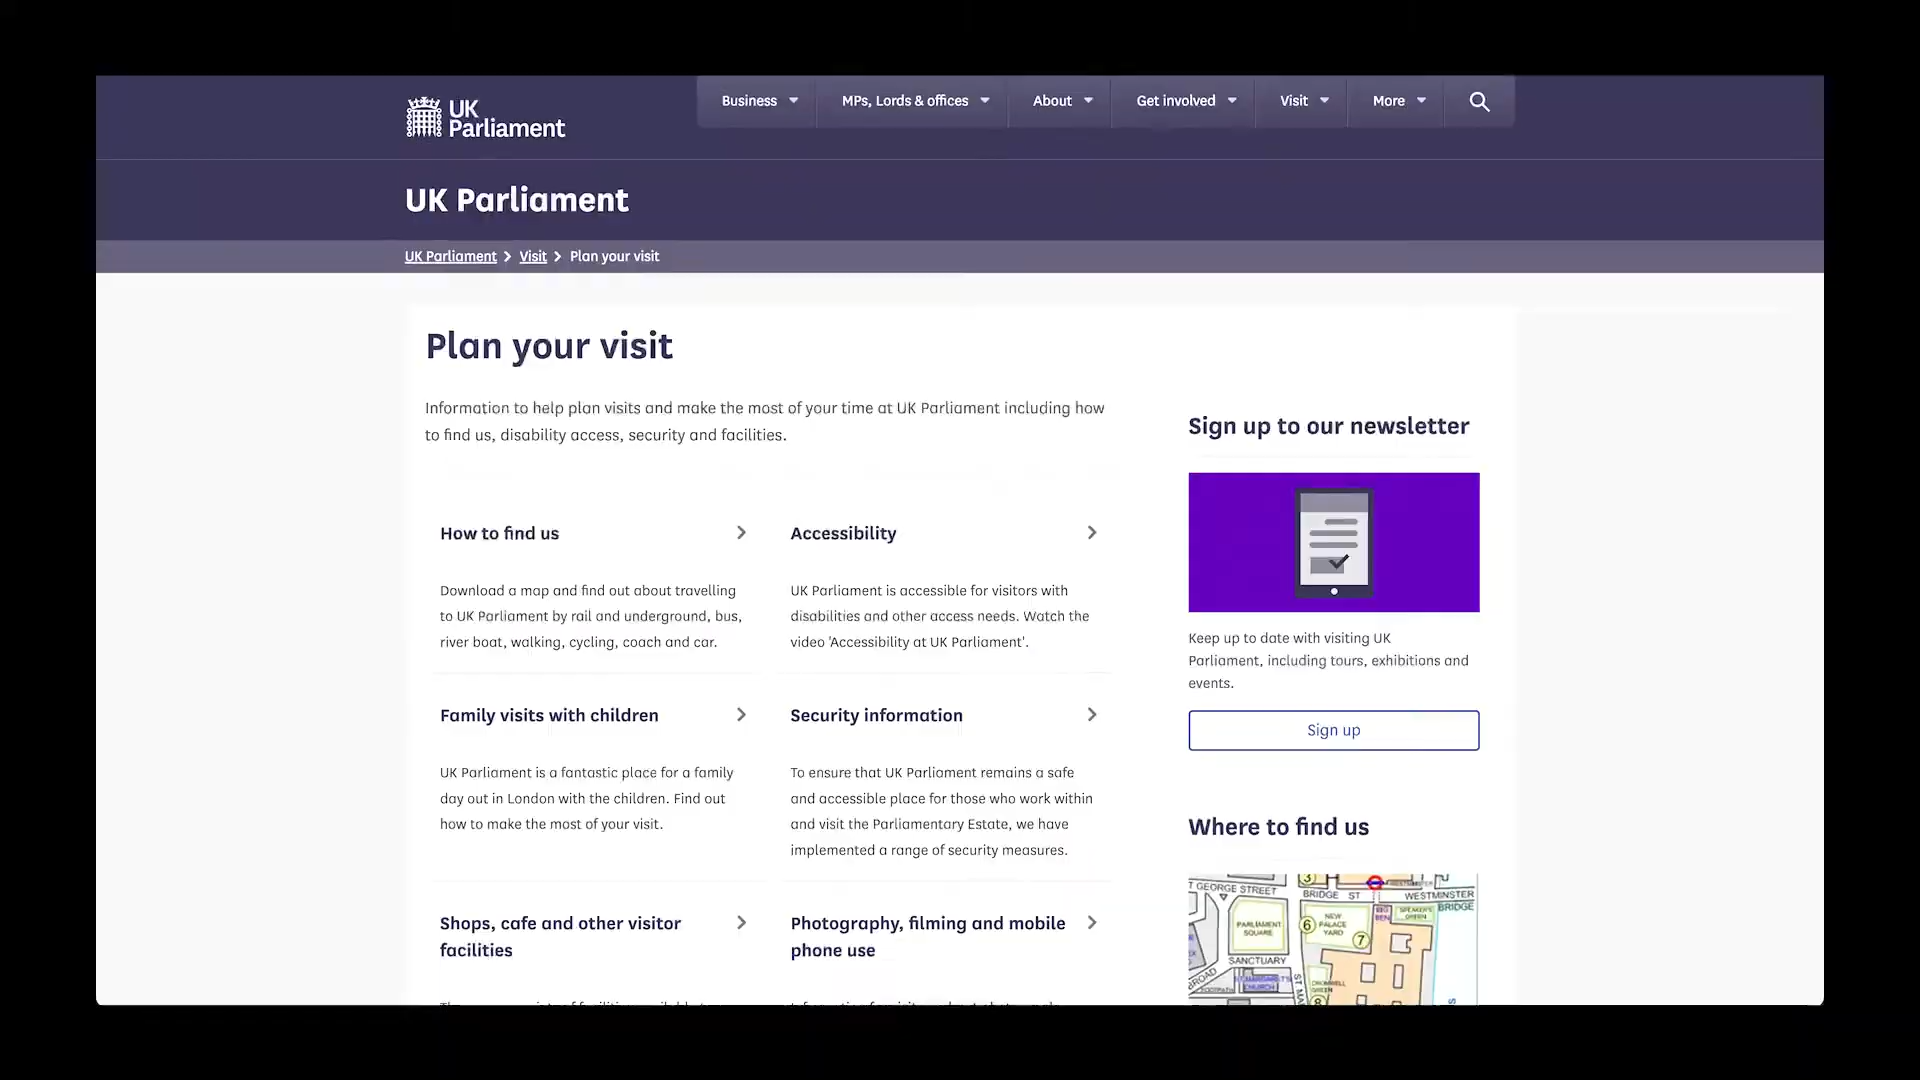 UK
Parliament
Business
MPs, Lords & offices
About
Get involved
Visit
More
UK Parliament
UK Parliament
Visit
Plan your visit
Plan your visit
Information to help plan visits and make the most of your time at UK Parliament including how
to find us, disability access, security and facilities.
How to find us
Download a map and find out about travelling
to UK Parliament by rail and underground, bus,
river boat, walking, cycling, coach and car.
Accessibility
UK Parliament is accessible for visitors with
disabilities and other access needs. Watch the
video 'Accessibility at UK Parliament'.
Family visits with children
UK Parliament is a fantastic place for a family
day out in London with the children. Find out
how to make the most of your visit.
Security information
To ensure that UK Parliament remains a safe
and accessible place for those who work within
and visit the Parliamentary Estate, we have
implemented a range of security measures.
Shops, cafe and other visitor
facilities
Photography, filming and mobile
phone use
Sign up to our newsletter
Keep up to date with visiting UK
Parliament, including tours, exhibitions and
events.
Sign up
Where to find us
T GEORGE STREET
3
BRIDGE ST
WESTMINSTER
BRIDGE
PARLIAMENT
SQUARE
6
NEW
PALACE
YARD
7
BIG
BEN
SPEAKER'S
GREEN
SANCTUARY
BROAD
CHURCH
8